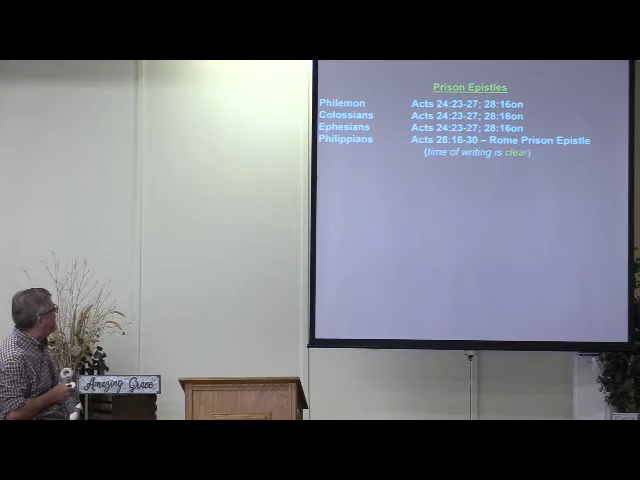 Prison Epistles
Philemon Acts 24:23-27; 28:16on
Colossians Acts 24:23-27; 28:16on
Ephesians Acts 24:23-27; 28:16on
Philippians Acts 28:16-30 – Rome Prison Epistle
(time of writing is clear)
Amazing Grace